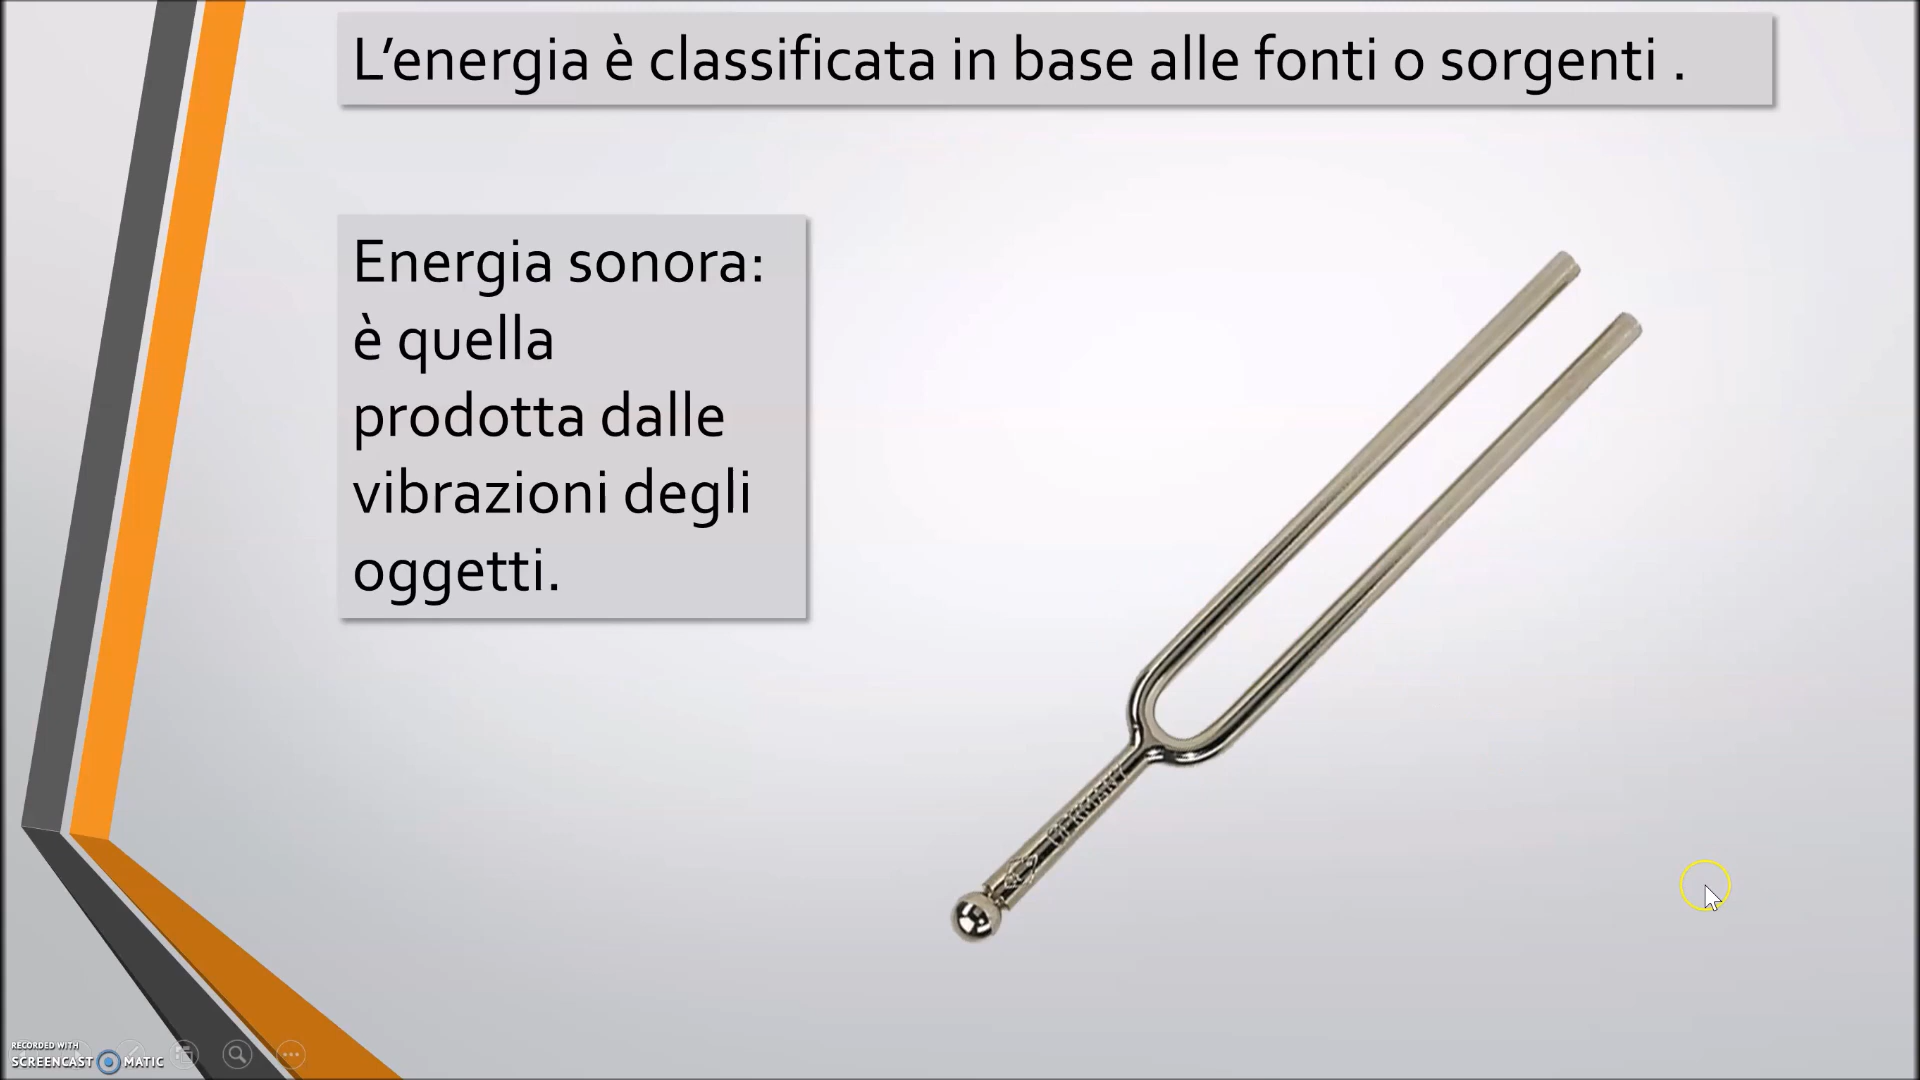 L’energia è classificata in base alle fonti o sorgenti .
Energia sonora:
è quella
prodotta dalle
vibrazioni degli
oggetti.
GERMANY
RECORDED WITH
SCREENCAST MATIC